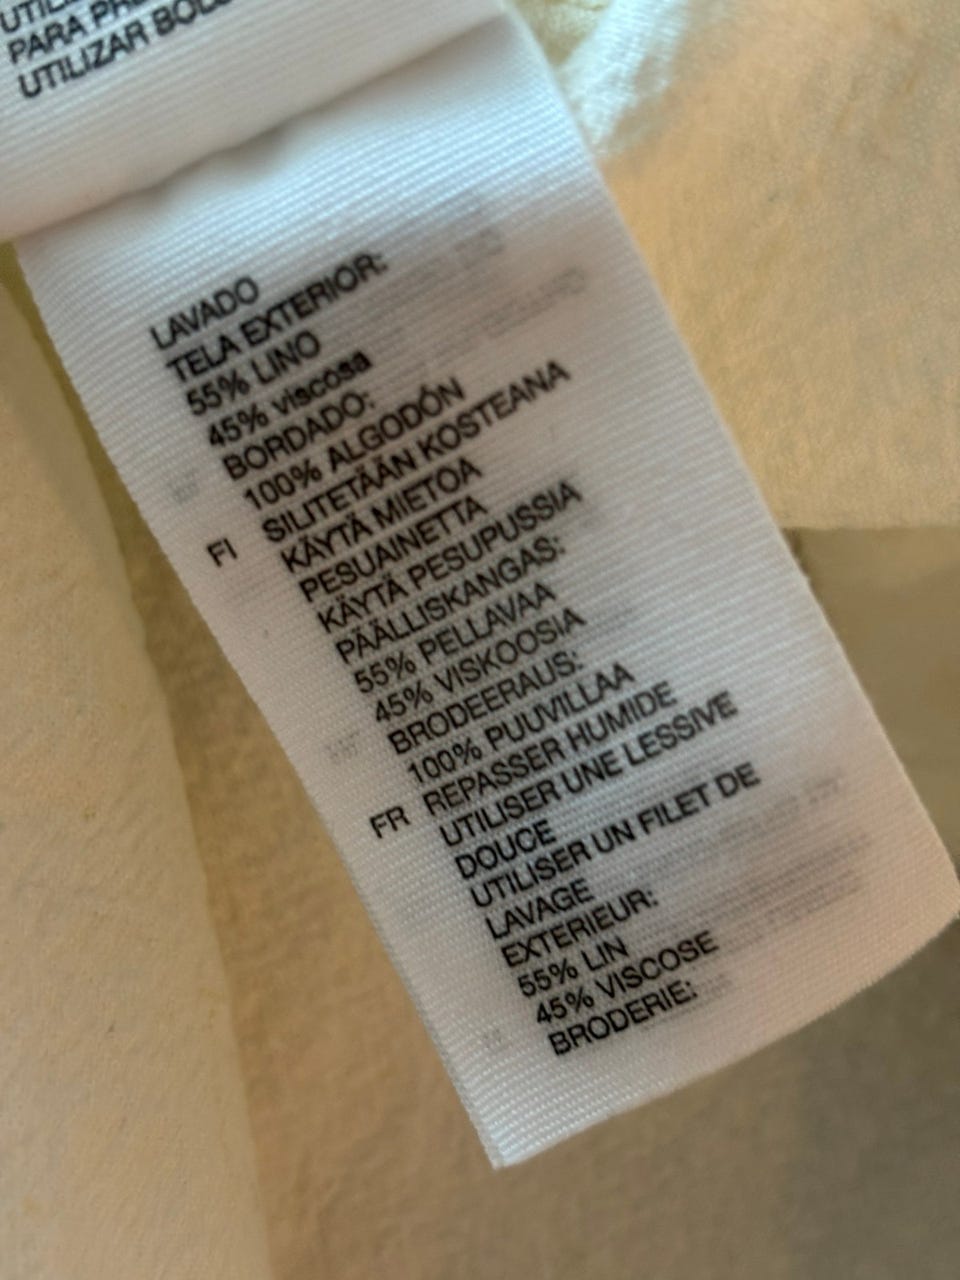 PARA
UTILIZAR
LAVADO
TELA EXTERIOR:
55% LINO
45% viscosa
BORDADO:
100% ALGODÓN
FI SILITETÄÄN KOSTEANA
KÄYTÄ MIETOA
PESUAINETTA
KÄYTÄ PESUPUSSIA
PÄÄLLISKANGAS:
55% PELLAVAA
45% VISKOOSIA
BRODEERAUS:
100% PUUVILLAA
FR REPASSER HUMIDE
UTILISER UNE LESSIVE
DOUCE
UTILISER UN FILET DE
LAVAGE
EXTERIEUR:
55% LIN
45% VISCOSE
BRODERIE: